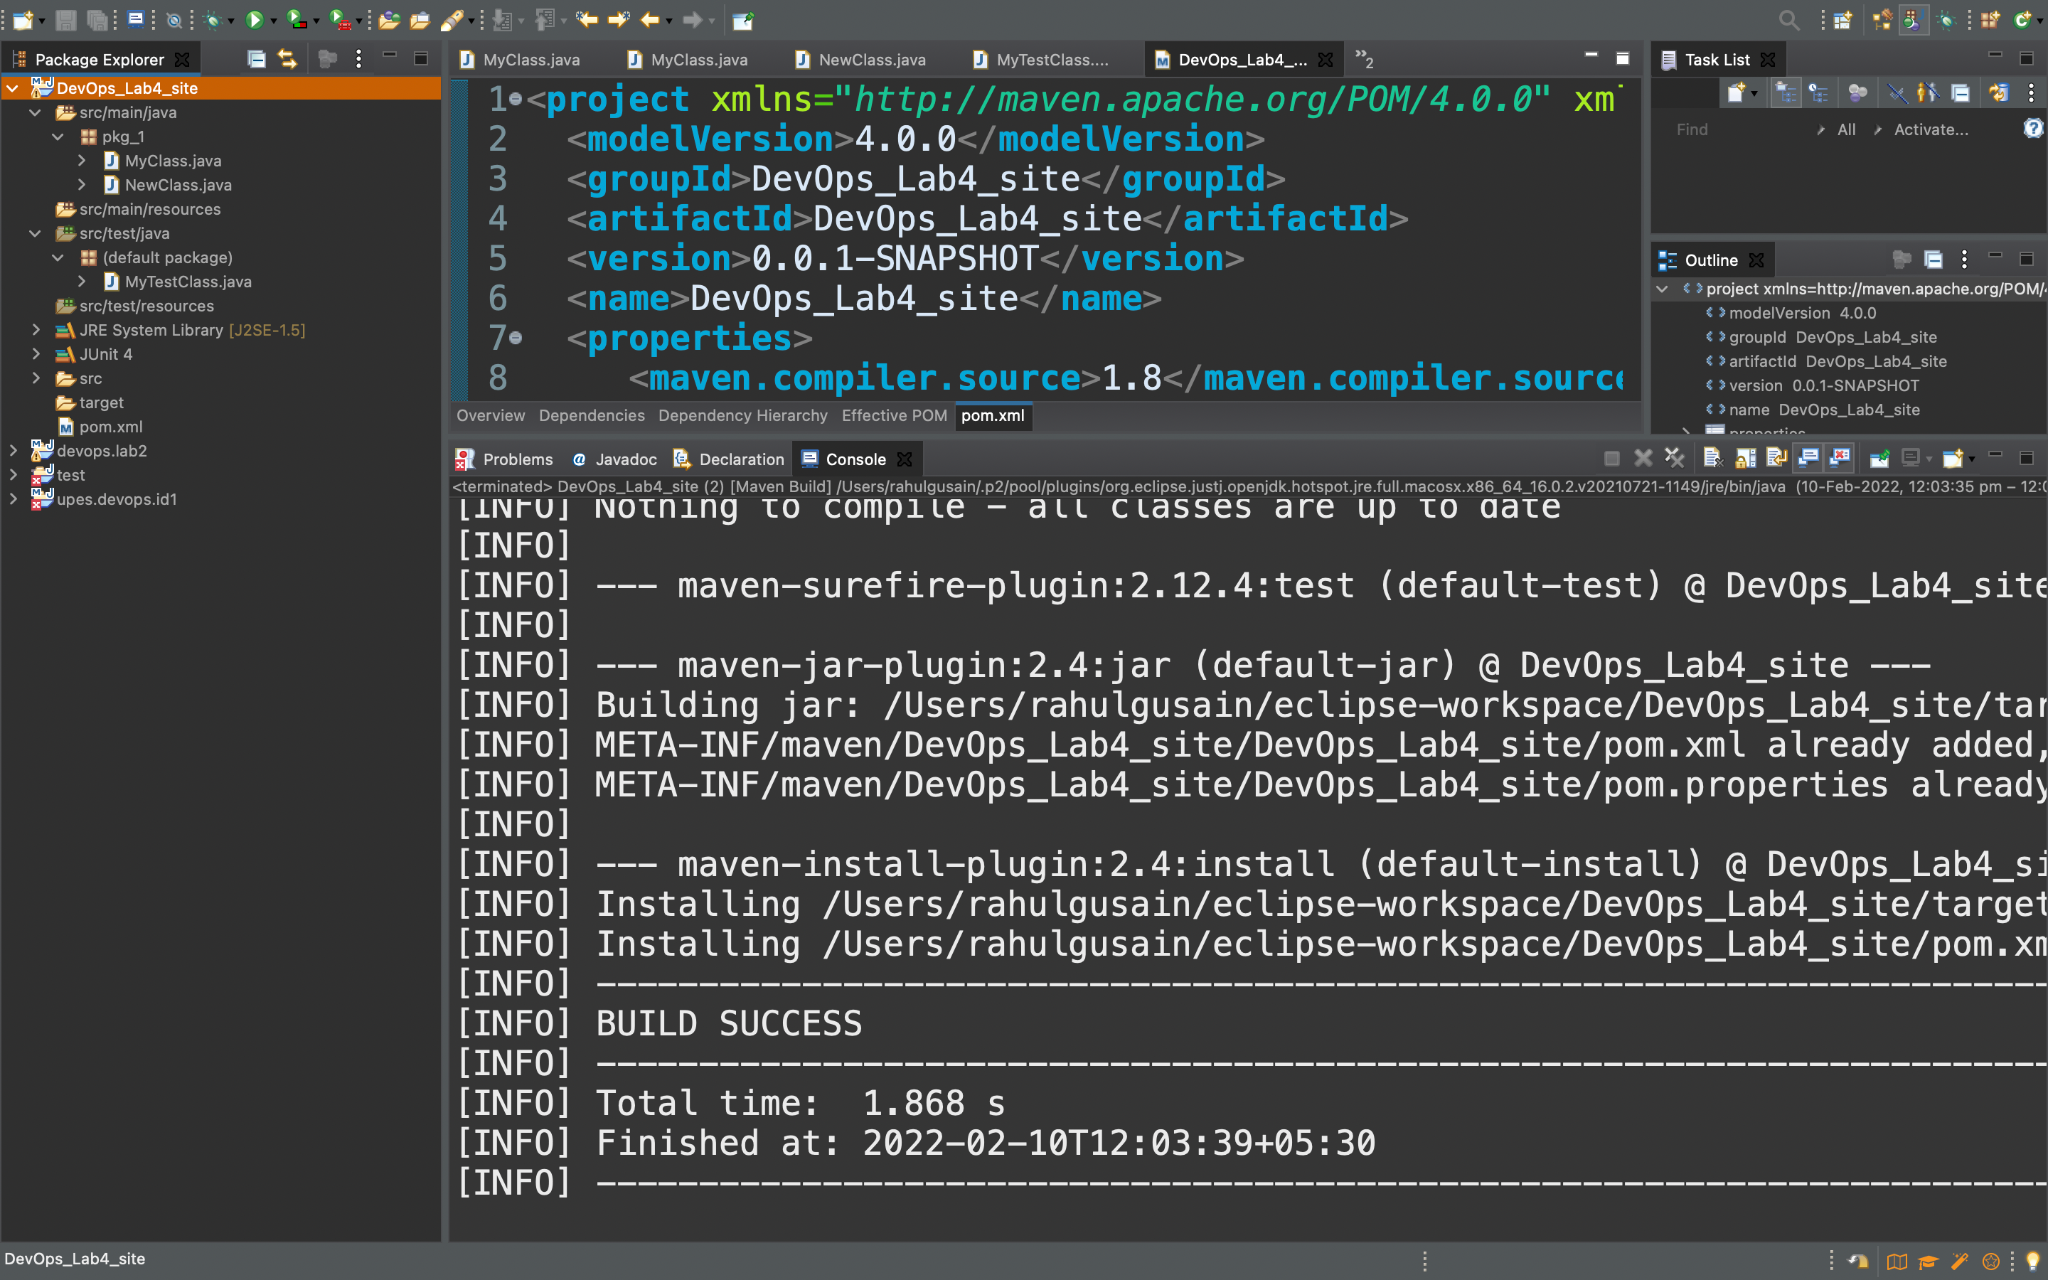 Package Explorer
DevOps_Lab4_site
src/main/java
pkg_1
MyClass.java
NewClass.java
src/main/resources
src/test/java
(default package)
MyTestClass.java
src/test/resources
JRE System Library [J2SE-1.5]
JUnit 4
src
target
pom.xml
devops.lab2
test
upes.devops.id1
MyClass.java
MyClass.java
NewClass.java
MyTestClass....
DevOps_Lab4_...
2
1 <project xmlns="http://maven.apache.org/POM/4.0.0" xml
2 <modelVersion>4.0.0</modelVersion>
3 <groupId>DevOps_Lab4_site</groupId>
4 <artifactId>DevOps_Lab4_site</artifactId>
5 <version>0.0.1-SNAPSHOT</version>
6 <name>DevOps_Lab4_site</name>
7 <properties>
8 <maven.compiler.source>1.8</maven.compiler.source
Overview Dependencies Dependency Hierarchy Effective POM pom.xml
Task List
Find All Activate...
Outline
project xmlns=http://maven.apache.org/POM/4
modelVersion 4.0.0
groupId DevOps_Lab4_site
artifactId DevOps_Lab4_site
version 0.0.1-SNAPSHOT
name DevOps_Lab4_site
properties
Problems @ Javadoc Declaration Console
<terminated> DevOps_Lab4_site (2) [Maven Build] /Users/rahulgusain/.p2/pool/plugins/org.eclipse.justj.openjdk.hotspot.jre.full.macosx.x86_64_16.0.2.v20210721-1149/jre/bin/java (10-Feb-2022, 12:03:35 pm – 12:0
[INFO] Nothing to compile - all classes are up to date
[INFO]
[INFO] --- maven-surefire-plugin:2.12.4:test (default-test) @ DevOps_Lab4_site
[INFO]
[INFO] --- maven-jar-plugin:2.4:jar (default-jar) @ DevOps_Lab4_site ---
[INFO] Building jar: /Users/rahulgusain/eclipse-workspace/DevOps_Lab4_site/tar
[INFO] META-INF/maven/DevOps_Lab4_site/DevOps_Lab4_site/pom.xml already added,
[INFO] META-INF/maven/DevOps_Lab4_site/DevOps_Lab4_site/pom.properties already
[INFO]
[INFO] --- maven-install-plugin:2.4:install (default-install) @ DevOps_Lab4_si
[INFO] Installing /Users/rahulgusain/eclipse-workspace/DevOps_Lab4_site/target
[INFO] Installing /Users/rahulgusain/eclipse-workspace/DevOps_Lab4_site/pom.xm
[INFO] ------------------------------------------------------------------------
[INFO] BUILD SUCCESS
[INFO] ------------------------------------------------------------------------
[INFO] Total time:  1.868 s
[INFO] Finished at: 2022-02-10T12:03:39+05:30
[INFO] ------------------------------------------------------------------------
DevOps_Lab4_site